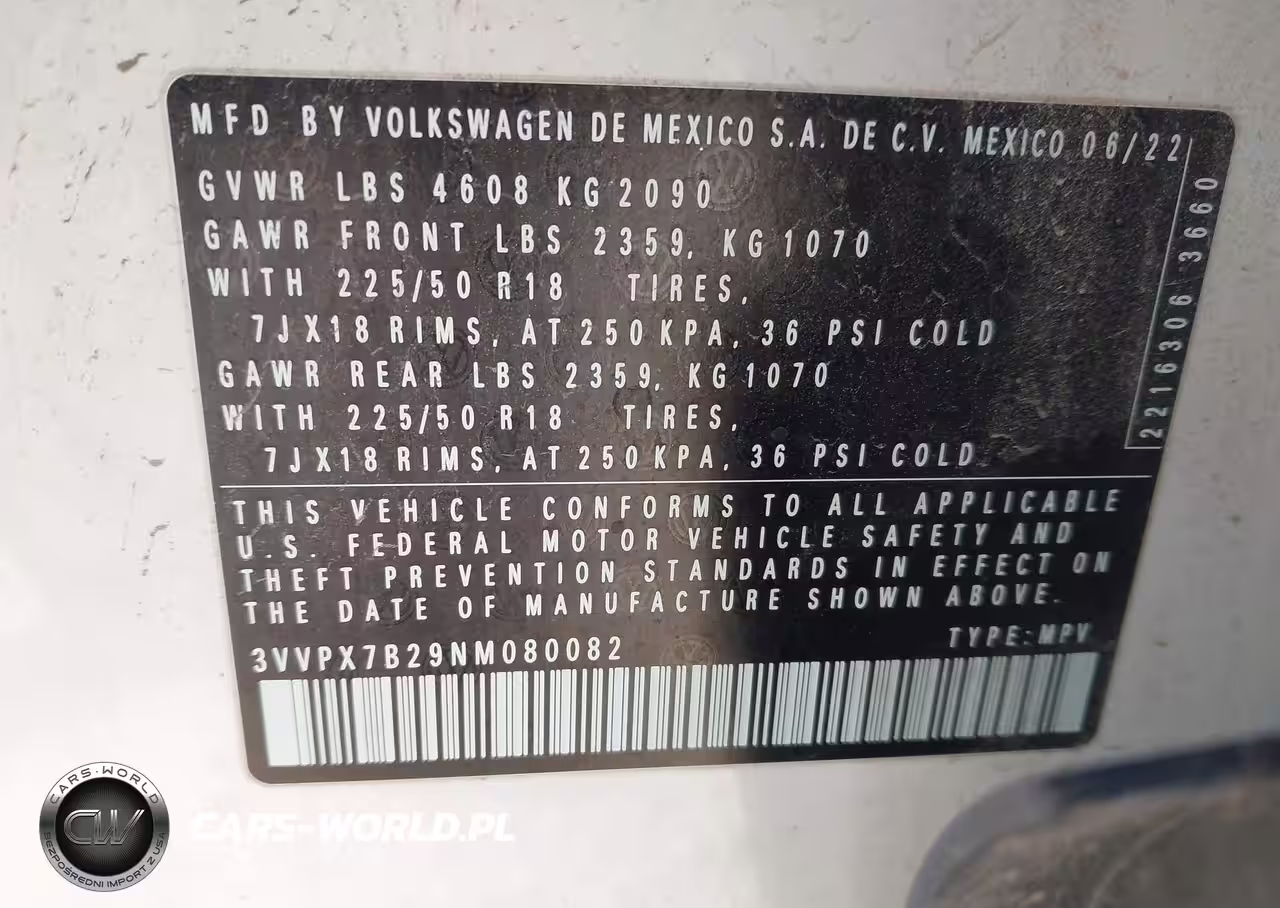 MFD BY VOLKSWAGEN DE MEXICO S.A. DE C.V. MEXICO 06/22
GVWR LBS 4608 KG 2090
GAWR FRONT LBS 2359, KG 1070
WITH 225/50 R18 TIRES,
7JX18 RIMS, AT 250 KPA, 36 PSI COLD
GAWR REAR LBS 2359, KG 1070
WITH 225/50 R18 TIRES,
7JX18 RIMS, AT 250 KPA, 36 PSI COLD
2216306 3660
THIS VEHICLE CONFORMS TO ALL APPLICABLE
U.S. FEDERAL MOTOR VEHICLE SAFETY AND
THEFT PREVENTION STANDARDS IN EFFECT ON
THE DATE OF MANUFACTURE SHOWN ABOVE.
TYPE:MPV
3VVPX7B29NM080082
CARS-WORLD
CW
BEZPOŚREDNI IMPORT Z USA
CARS-WORLD.PL